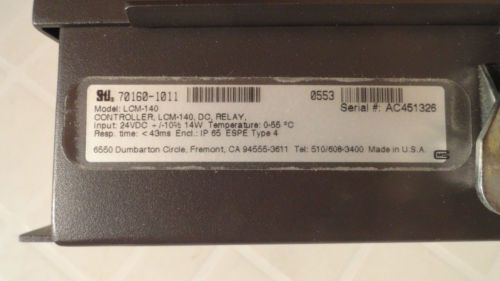 STI. 70160-1011 0553
Model: LCM-140 Serial #: AC451326
CONTROLLER, LCM-140, DC, RELAY,
Input: 24VDC +/-10% 14W Temperature: 0-55 ºC
Resp. time: < 43ms Encl.: IP 65 ESPE Type 4
6550 Dumbarton Circle, Fremont, CA 94555-3611 Tel: 510/608-3400 Made in U.S.A.